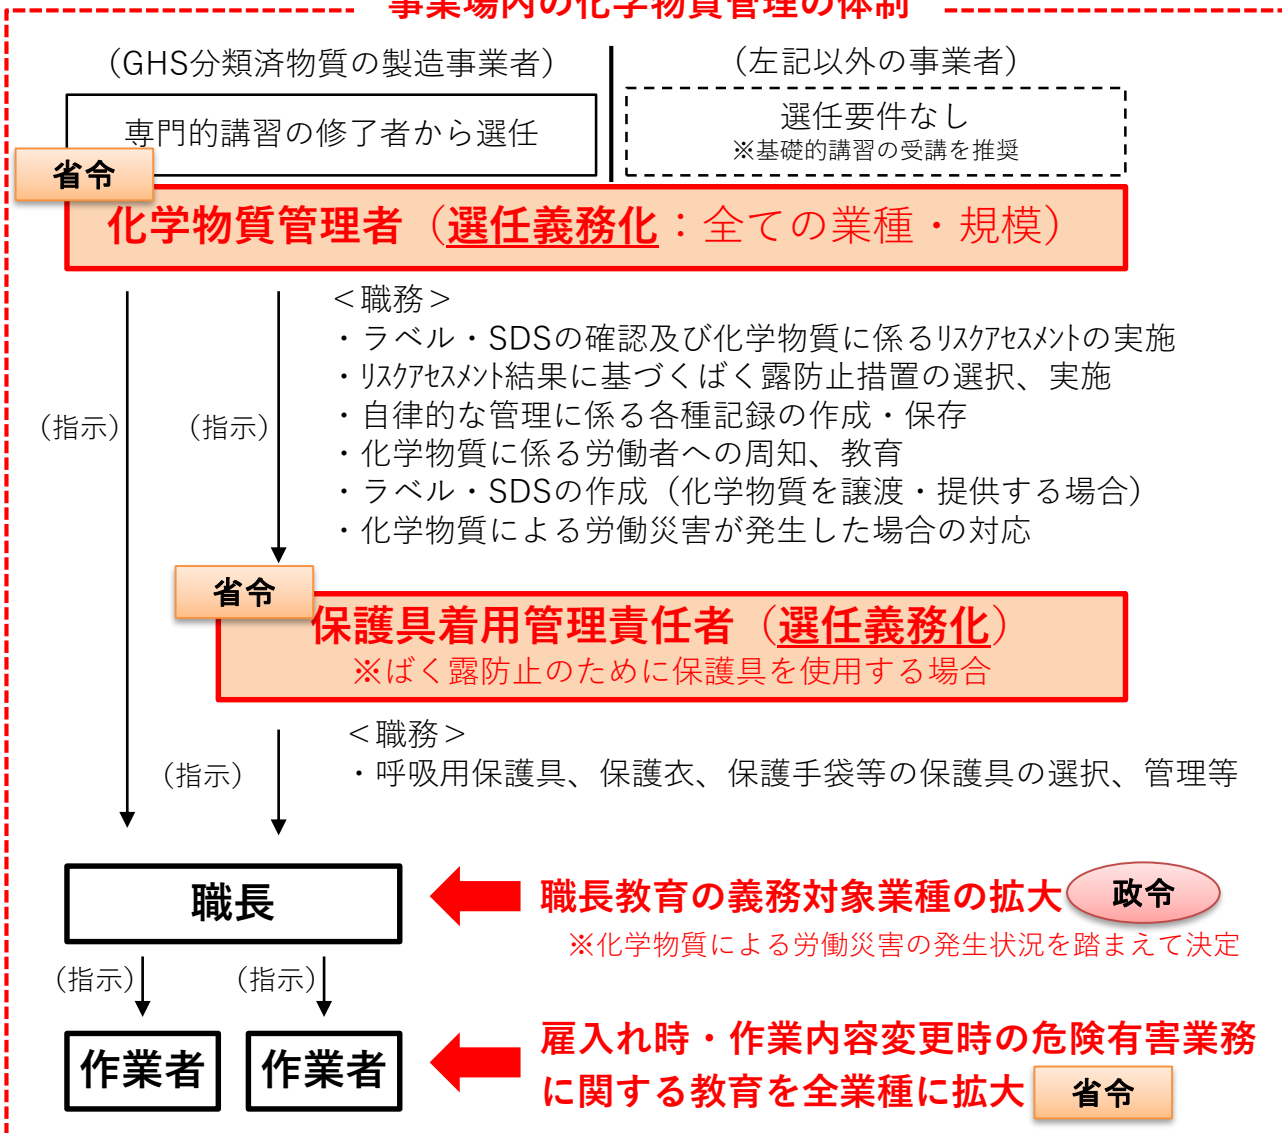 事業場内の化学物質管理の体制
（GHS分類済物質の製造事業者）
（左記以外の事業者）
専門的講習の修了者から選任
選任要件なし
※基礎的講習の受講を推奨
省令
化学物質管理者（選任義務化：全ての業種・規模）
＜職務＞
・ラベル・SDSの確認及び化学物質に係るﾘｽｸｱｾｽﾒﾝﾄの実施
・ﾘｽｸｱｾｽﾒﾝﾄ結果に基づくばく露防止措置の選択、実施
・自律的な管理に係る各種記録の作成・保存
・化学物質に係る労働者への周知、教育
・ラベル・SDSの作成（化学物質を譲渡・提供する場合）
・化学物質による労働災害が発生した場合の対応
（指示）
（指示）
省令
保護具着用管理責任者（選任義務化）
※ばく露防止のために保護具を使用する場合
＜職務＞
・呼吸用保護具、保護衣、保護手袋等の保護具の選択、管理等
（指示）
職長
職長教育の義務対象業種の拡大
政令
※化学物質による労働災害の発生状況を踏まえて決定
（指示）
（指示）
作業者
作業者
雇入れ時・作業内容変更時の危険有害業務
に関する教育を全業種に拡大
省令